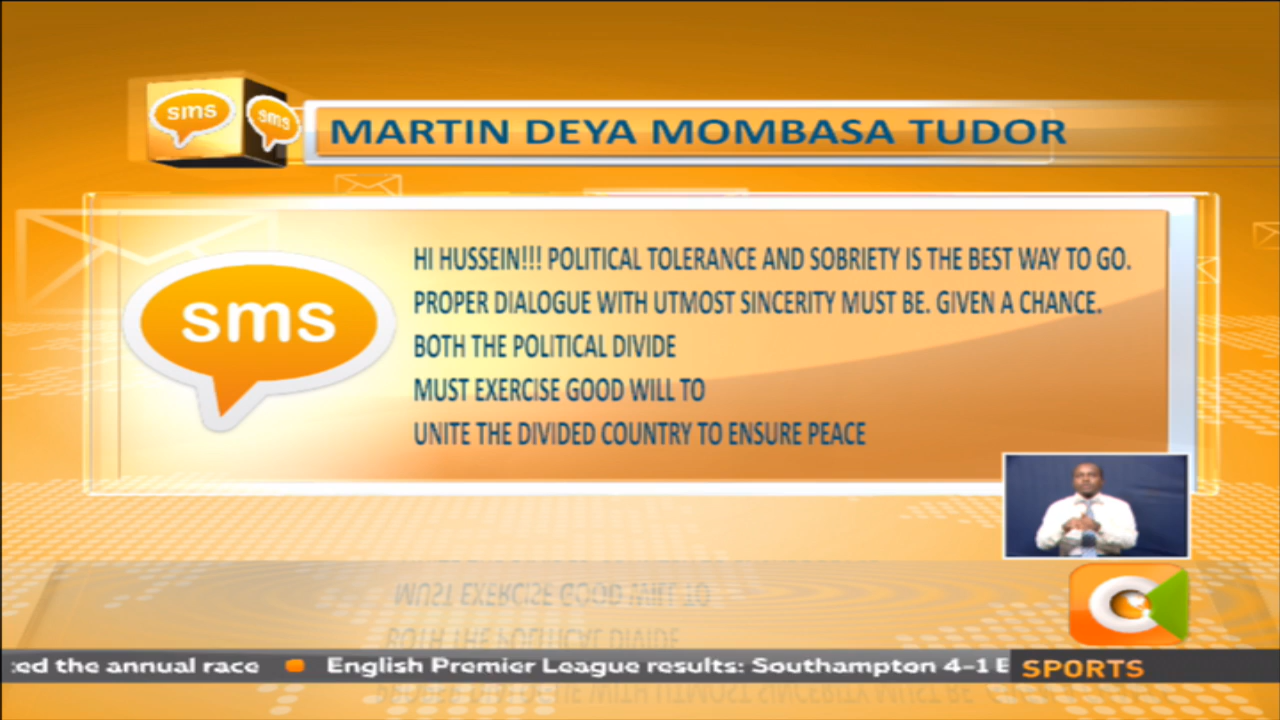 sms
sms
MARTIN DEYA MOMBASA TUDOR
sms
HI HUSSEIN!!! POLITICAL TOLERANCE AND SOBRIETY IS THE BEST WAY TO GO.
PROPER DIALOGUE WITH UTMOST SINCERITY MUST BE. GIVEN A CHANCE.
BOTH THE POLITICAL DIVIDE
MUST EXERCISE GOOD WILL TO
UNITE THE DIVIDED COUNTRY TO ENSURE PEACE
ed the annual race English Premier League results: Southampton 4-1 E
SPORTS